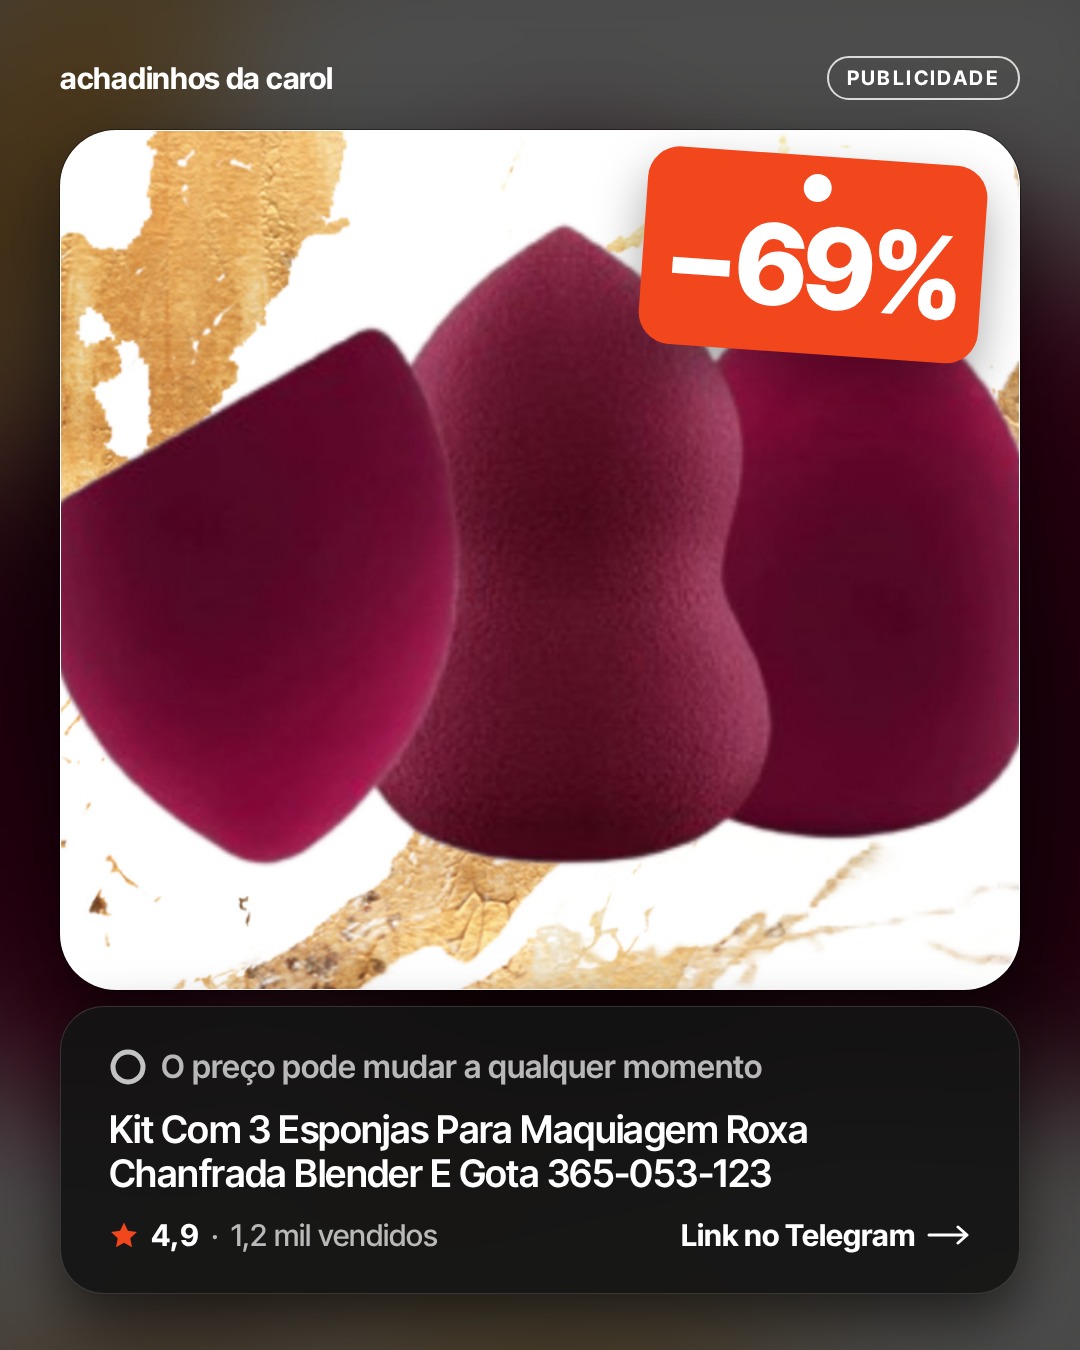 achadinhos da carol
PUBLICIDADE
–69%
O preço pode mudar a qualquer momento
Kit Com 3 Esponjas Para Maquiagem Roxa
Chanfrada Blender E Gota 365-053-123
4,9 · 1,2 mil vendidos
Link no Telegram →